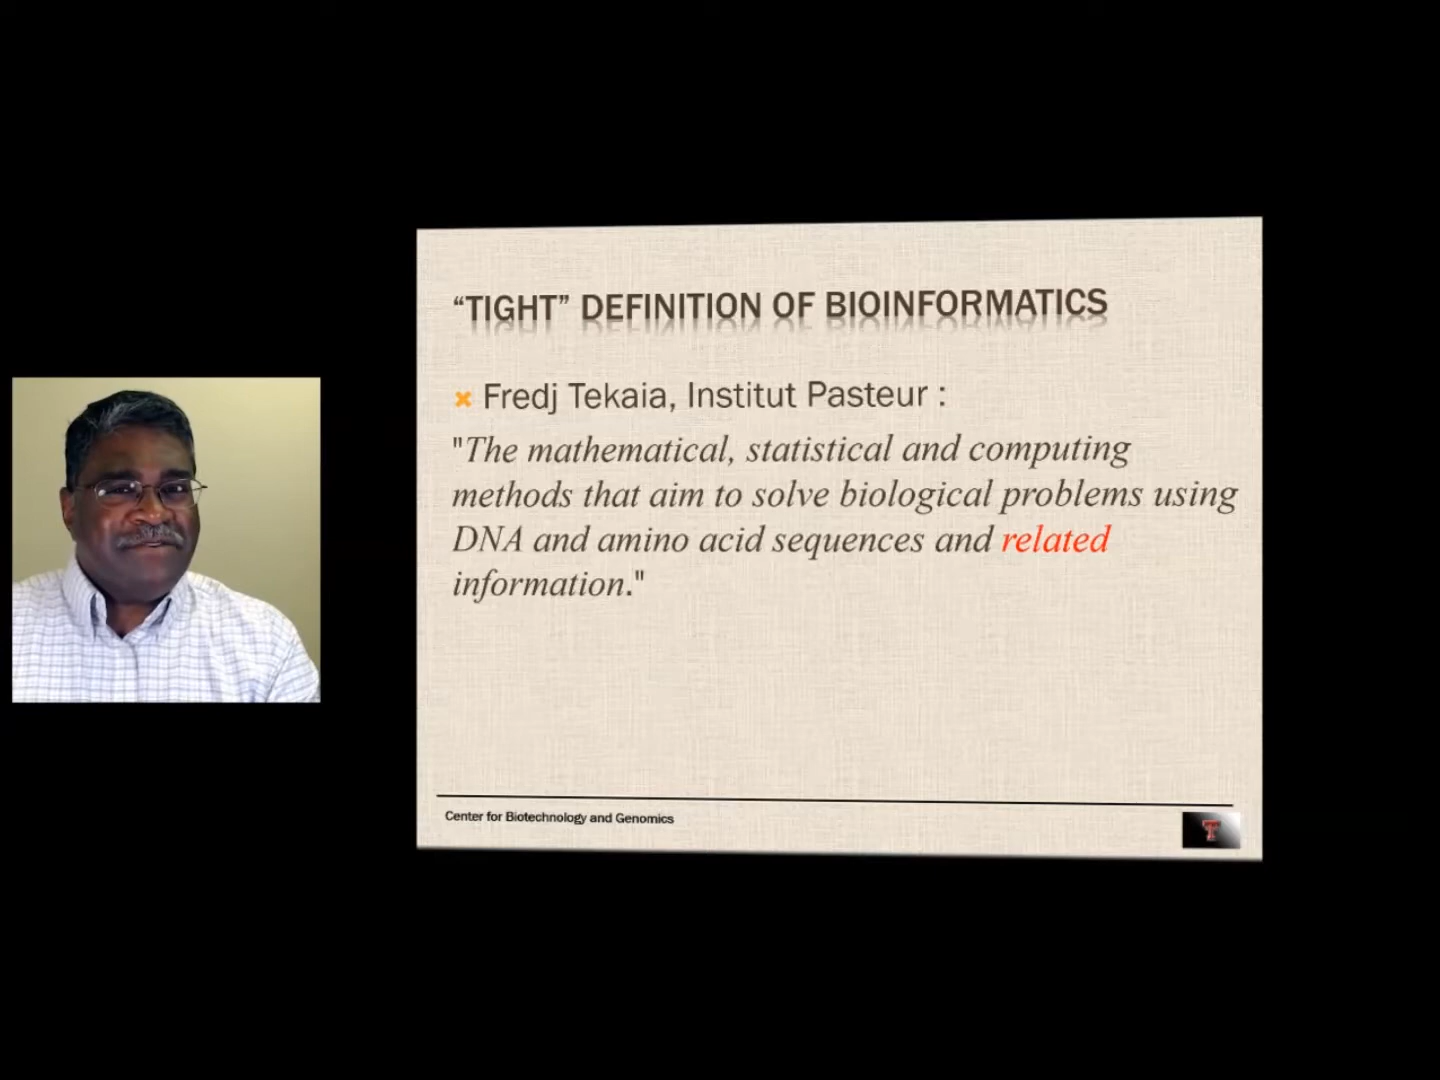 “TIGHT” DEFINITION OF BIOINFORMATICS
Fredj Tekaia, Institut Pasteur :
"The mathematical, statistical and computing
methods that aim to solve biological problems using
DNA and amino acid sequences and related
information."
Center for Biotechnology and Genomics